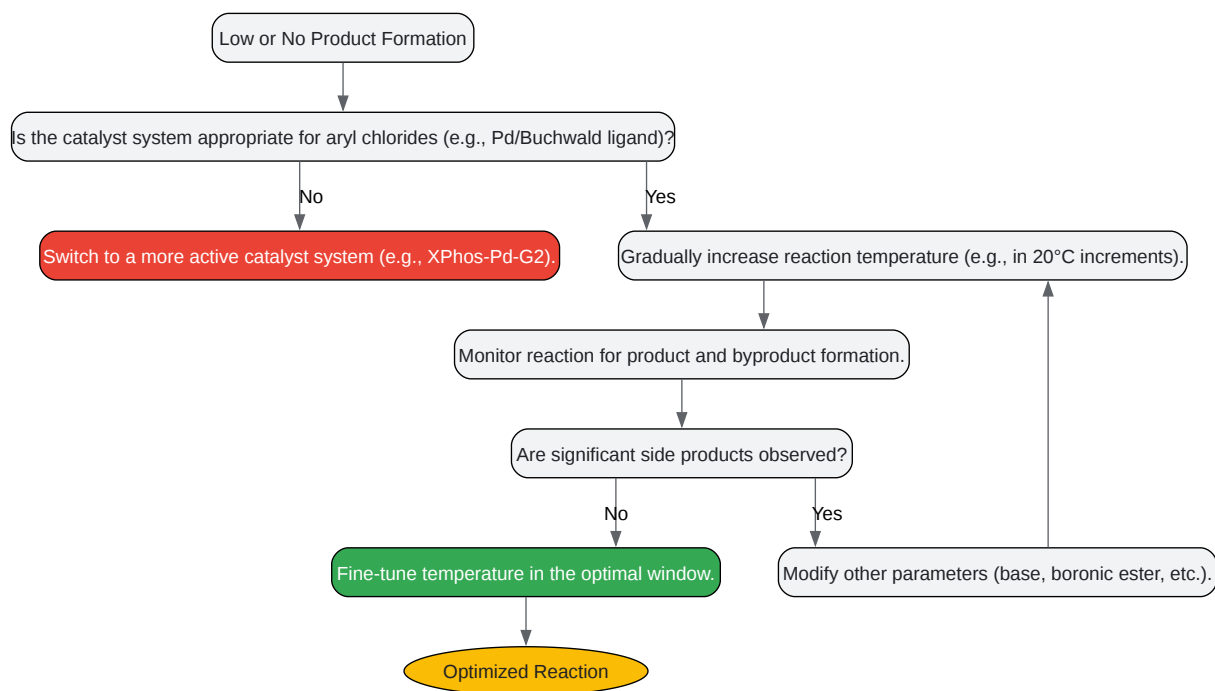 Low or No Product Formation
Is the catalyst system appropriate for aryl chlorides (e.g., Pd/Buchwald ligand)?
No
Yes
Switch to a more active catalyst system (e.g., XPhos-Pd-G2).
Gradually increase reaction temperature (e.g., in 20°C increments).
Monitor reaction for product and byproduct formation.
Are significant side products observed?
No
Yes
Fine-tune temperature in the optimal window.
Modify other parameters (base, boronic ester, etc.).
Optimized Reaction